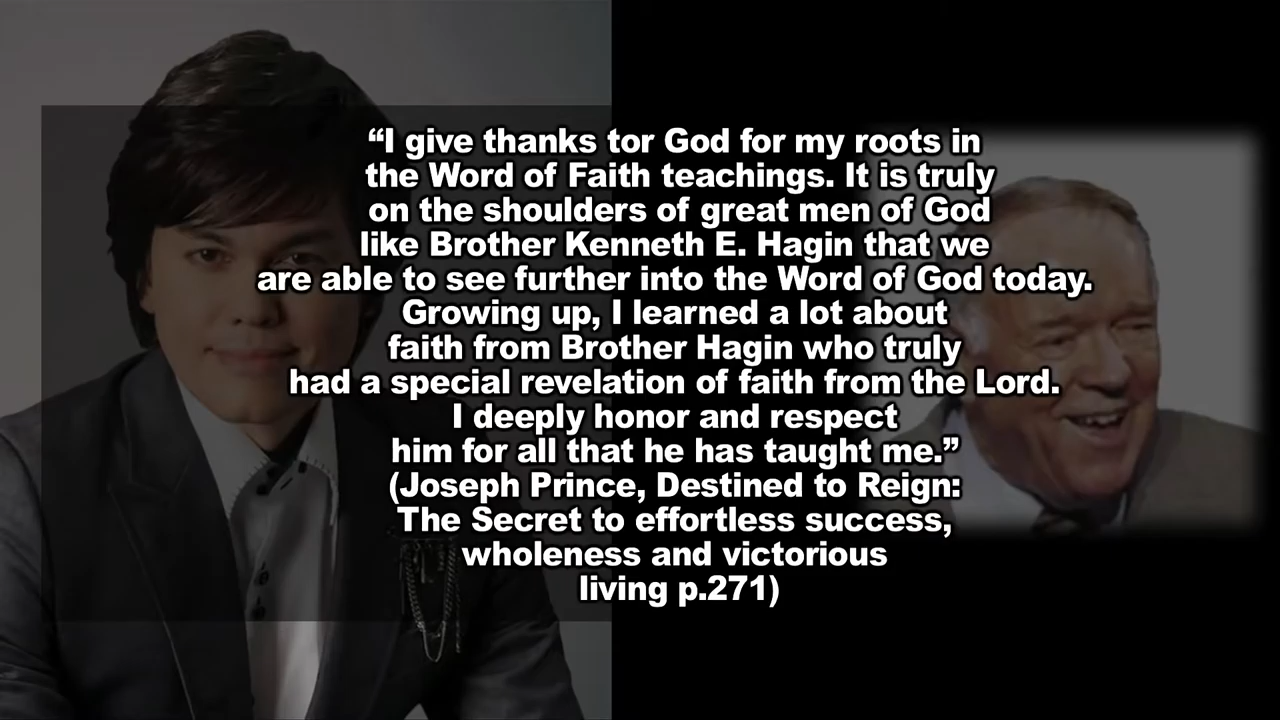 “I give thanks tor God for my roots in
the Word of Faith teachings. It is truly
on the shoulders of great men of God
like Brother Kenneth E. Hagin that we
are able to see further into the Word of God today.
Growing up, I learned a lot about
faith from Brother Hagin who truly
had a special revelation of faith from the Lord.
I deeply honor and respect
him for all that he has taught me.”
(Joseph Prince, Destined to Reign:
The Secret to effortless success,
wholeness and victorious
living p.271)